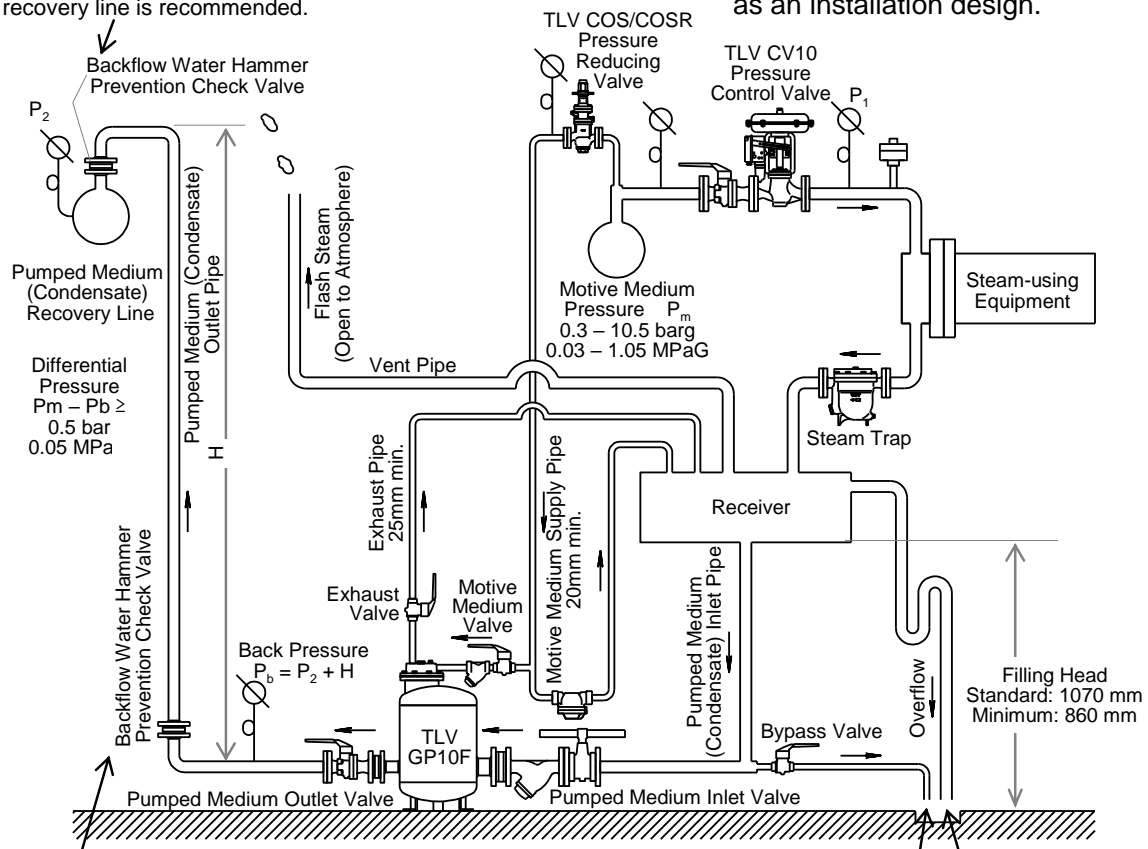 recovery line is recommended.
as an installation design.
Backflow Water Hammer
Prevention Check Valve
P2
TLV COS/COSR
Pressure
Reducing
Valve
TLV CV10
Pressure
Control Valve
P1
Pumped Medium
(Condensate)
Recovery Line
Differential
Pressure
Pm – Pb ≥
0.5 bar
0.05 MPa
Pumped Medium (Condensate)
Outlet Pipe
H
Flash Steam
(Open to Atmosphere)
Motive Medium
Pressure Pm
0.3 – 10.5 barg
0.03 – 1.05 MPaG
Steam-using
Equipment
Vent Pipe
Steam Trap
Exhaust Pipe
25mm min.
Motive Medium Supply Pipe
20mm min.
Receiver
Backflow Water Hammer
Prevention Check Valve
Exhaust
Valve
Motive
Medium
Valve
Back Pressure
Pb = P2 + H
Pumped Medium
(Condensate) Inlet Pipe
Overflow
Filling Head
Standard: 1070 mm
Minimum: 860 mm
TLV
GP10F
Bypass Valve
Pumped Medium Outlet Valve
Pumped Medium Inlet Valve